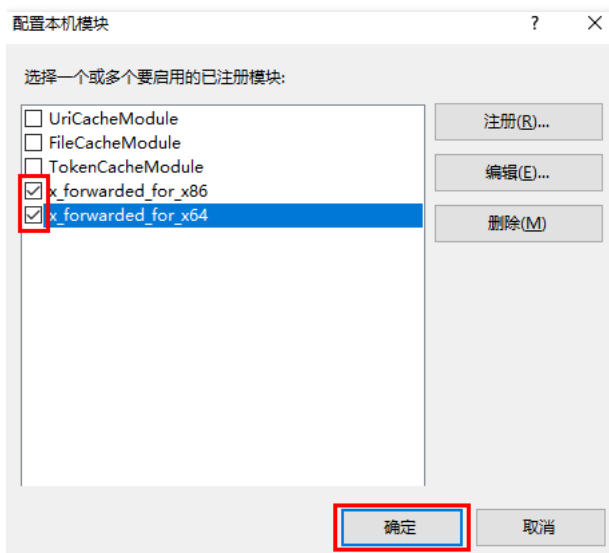 配置本机模块
?
选择一个或多个要启用的已注册模块:
UriCacheModule
FileCacheModule
TokenCacheModule
x_forwarded_for_x86
x_forwarded_for_x64
注册(R)...
编辑(E)...
删除(M)
确定
取消